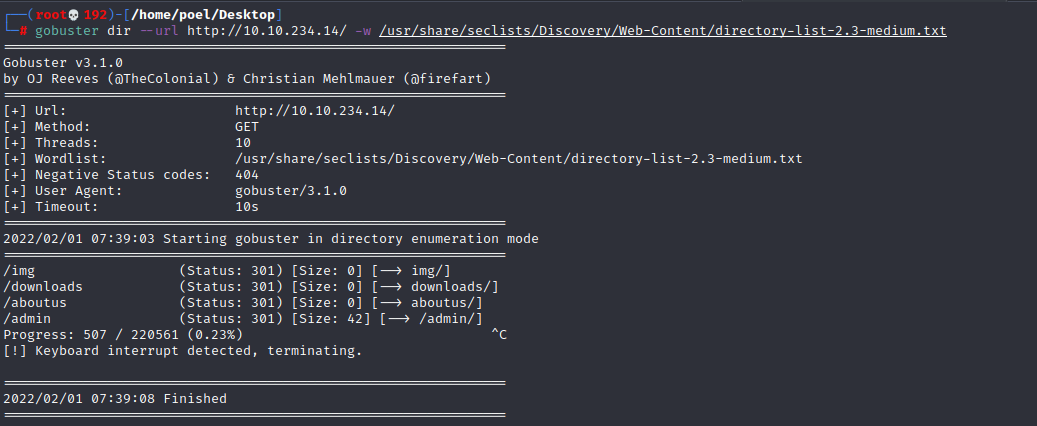 ┌──(root💀192)-[/home/poel/Desktop]
└─# gobuster dir --url http://10.10.234.14/ -w /usr/share/seclists/Discovery/Web-Content/directory-list-2.3-medium.txt
===============================================================
Gobuster v3.1.0
by OJ Reeves (@TheColonial) & Christian Mehlmauer (@firefart)
===============================================================
[+] Url:                     http://10.10.234.14/
[+] Method:                  GET
[+] Threads:                 10
[+] Wordlist:                /usr/share/seclists/Discovery/Web-Content/directory-list-2.3-medium.txt
[+] Negative Status codes:   404
[+] User Agent:              gobuster/3.1.0
[+] Timeout:                 10s
===============================================================
2022/02/01 07:39:03 Starting gobuster in directory enumeration mode
===============================================================
/img                  (Status: 301) [Size: 0] [--> img/]
/downloads            (Status: 301) [Size: 0] [--> downloads/]
/aboutus              (Status: 301) [Size: 0] [--> aboutus/]
/admin                (Status: 301) [Size: 42] [--> /admin/]
Progress: 507 / 220561 (0.23%)                               ^C
[!] Keyboard interrupt detected, terminating.
===============================================================
2022/02/01 07:39:08 Finished
===============================================================